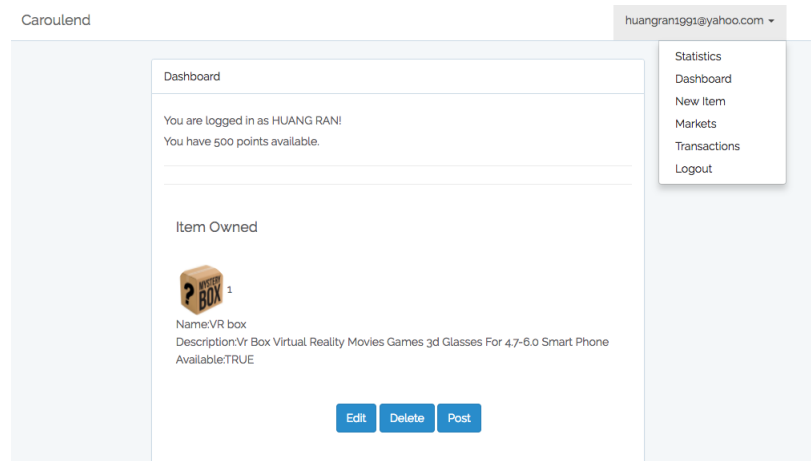 Caroulend
huangran1991@yahoo.com
Statistics
Dashboard
New Item
Markets
Transactions
Logout
Dashboard
You are logged in as HUANG RAN!
You have 500 points available.
Item Owned
?
MYSTERY
BOX
1
Name:VR box
Description:Vr Box Virtual Reality Movies Games 3d Glasses For 4.7-6.0 Smart Phone
Available:TRUE
Edit Delete Post